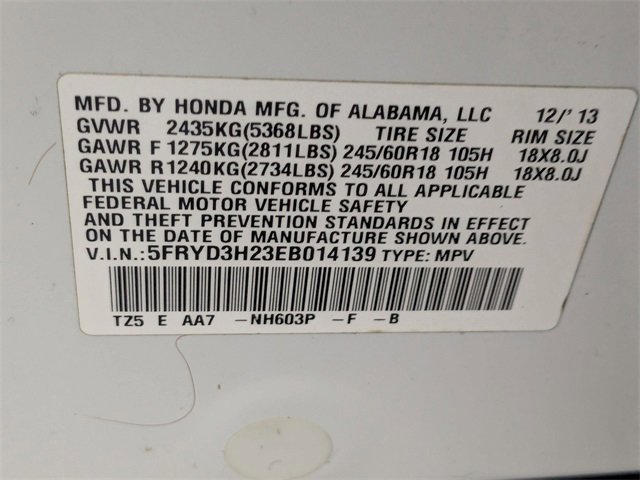 MFD. BY HONDA MFG. OF ALABAMA, LLC 12/'13
GVWR 2435KG(5368LBS) TIRE SIZE RIM SIZE
GAWR F 1275KG(2811LBS) 245/60R18 105H 18X8.0J
GAWR R 1240KG(2734LBS) 245/60R18 105H 18X8.0J
THIS VEHICLE CONFORMS TO ALL APPLICABLE
FEDERAL MOTOR VEHICLE SAFETY
AND THEFT PREVENTION STANDARDS IN EFFECT
ON THE DATE OF MANUFACTURE SHOWN ABOVE.
V.I.N.:5FRYD3H23EB014139 TYPE: MPV
TZ5 E AA7 -NH603P -F -B